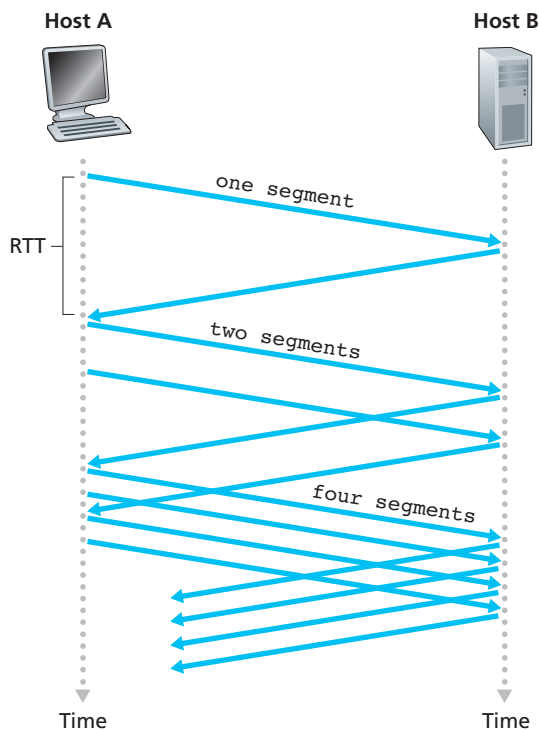 Host A
Host B
one segment
RTT
two segments
four segments
Time
Time